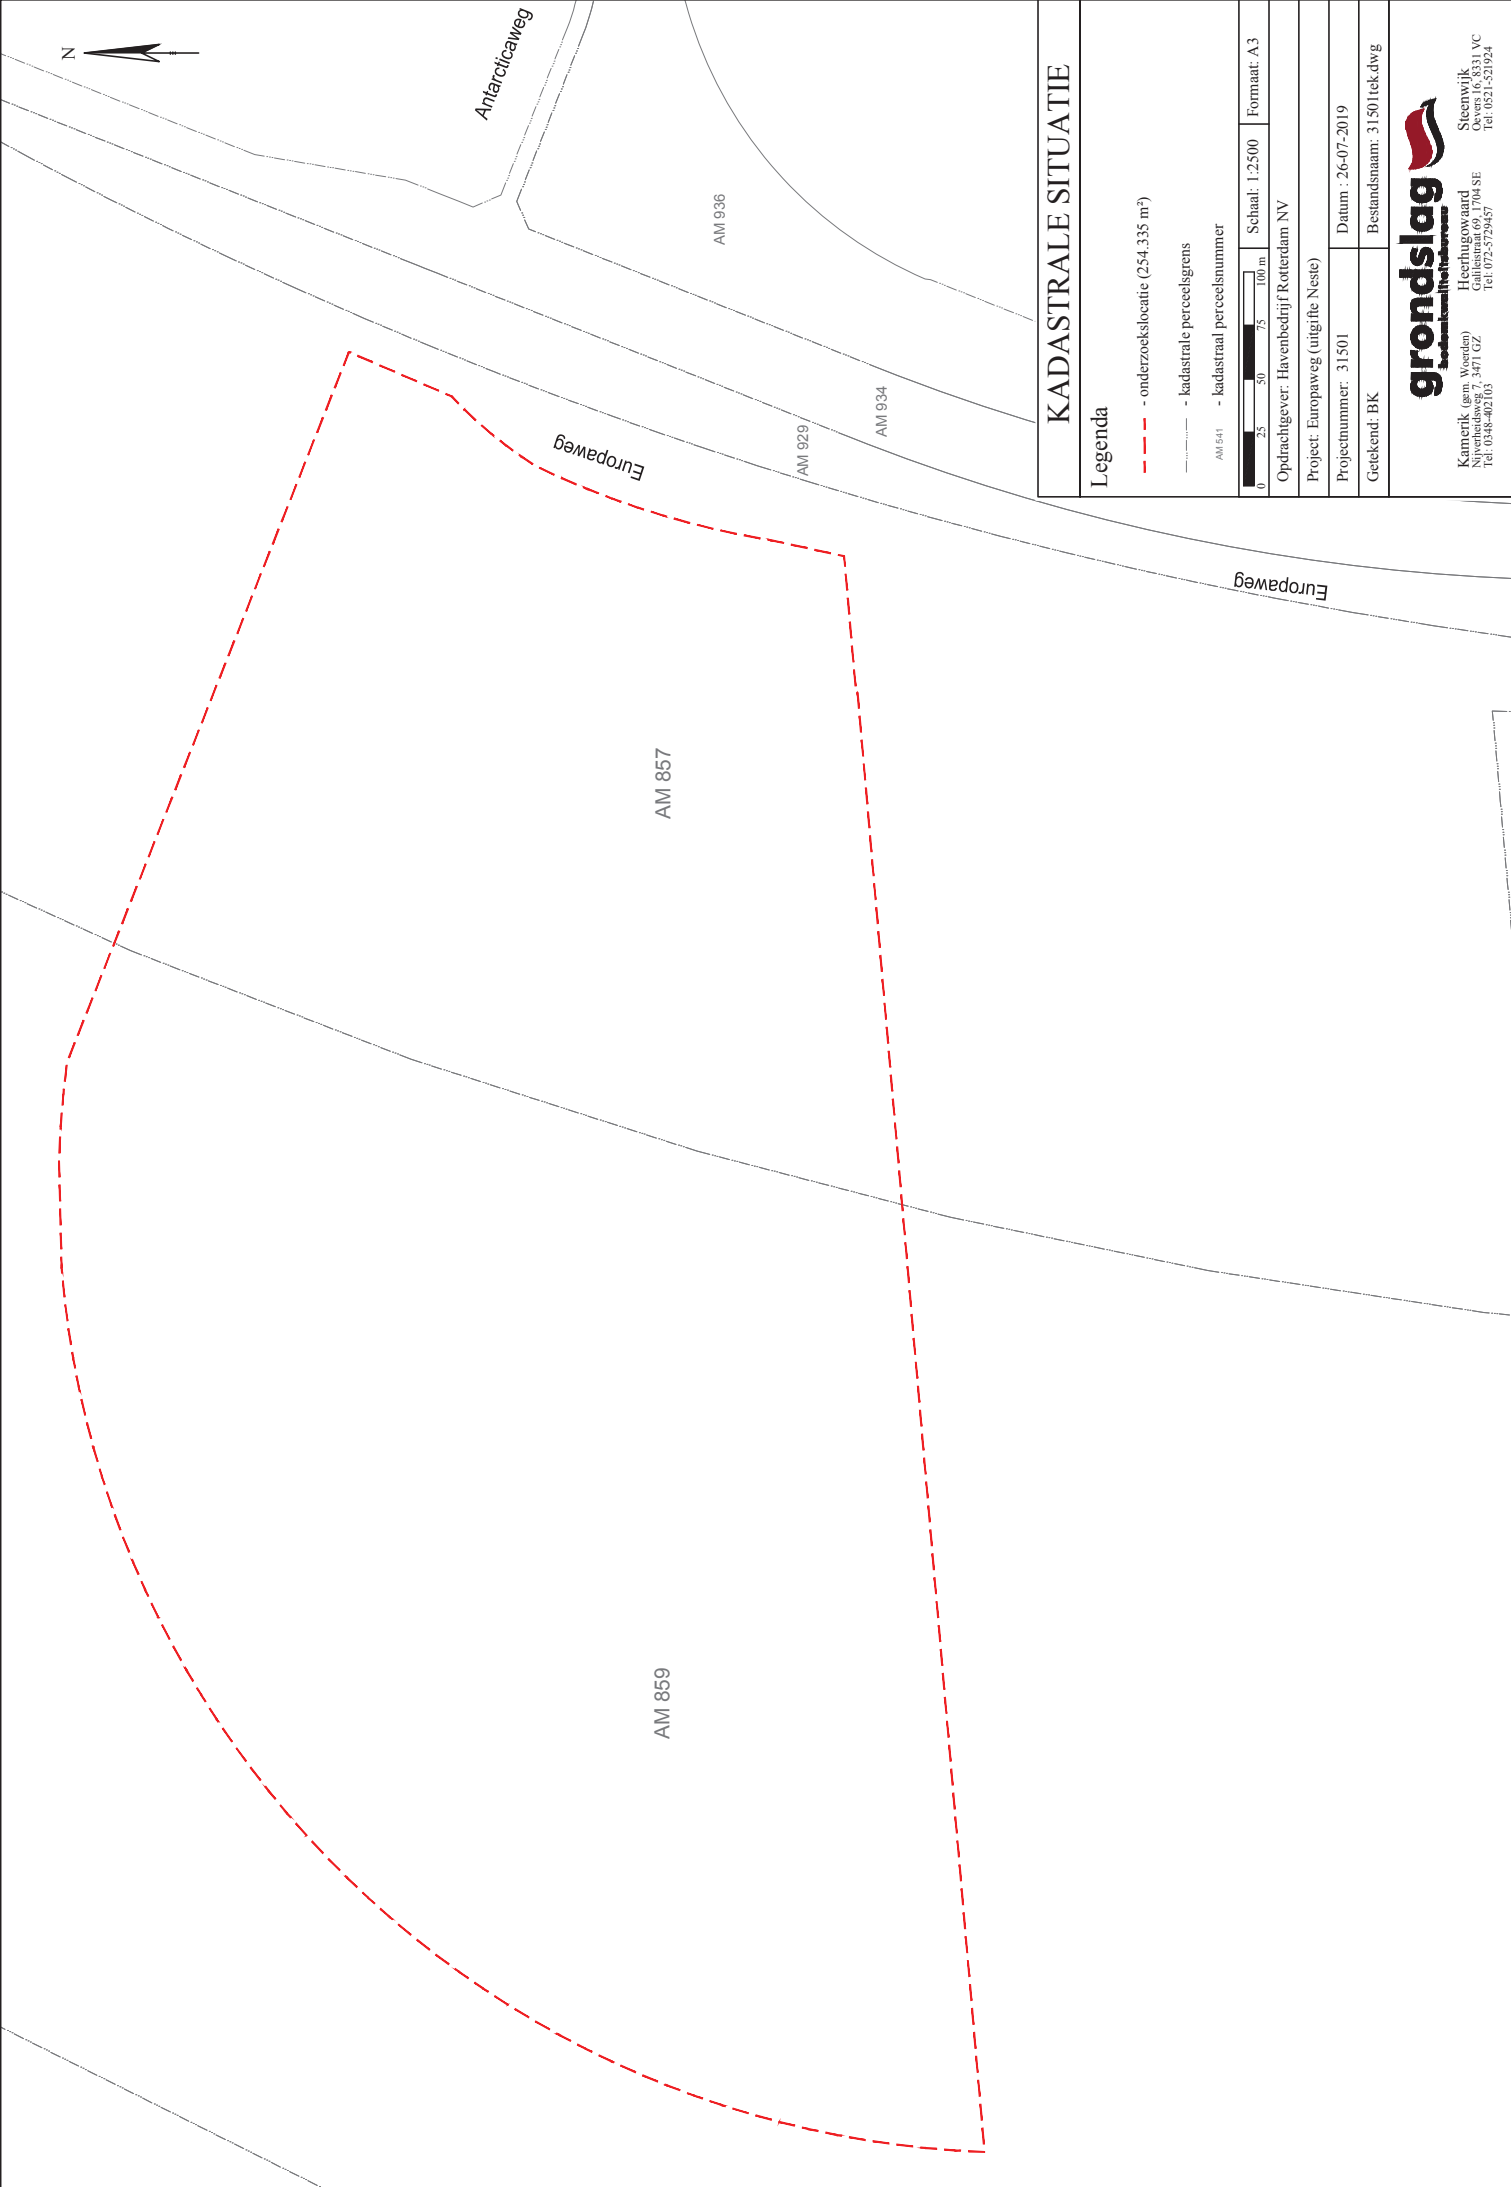 N
Antarcticaweg
AM 936
AM 934
AM 929
Europaweg
Europaweg
AM 857
AM 859
KADASTRALE SITUATIE
Legenda
- onderzoekslocatie (254.335 m²)
- kadastrale perceelsgrens
AM 541 - kadastraal perceelsnummer
0 25 50 75 100 m
Schaal: 1:2500
Formaat: A3
Opdrachtgever: Havenbedrijf Rotterdam NV
Project: Europaweg (uitgifte Neste)
Projectnummer: 31501
Datum : 26-07-2019
Getekend: BK
Bestandsnaam: 31501tek.dwg
grondslag
bodemkwaliteitsbureau
Kamerik (gem. Woerden)
Nijverheidsweg 7, 3471 GZ
Tel: 0348-402103
Heerhugowaard
Galileistraat 69, 1704 SE
Tel: 072-5729457
Steenwijk
Oevers 16, 8331 VC
Tel: 0521-521924